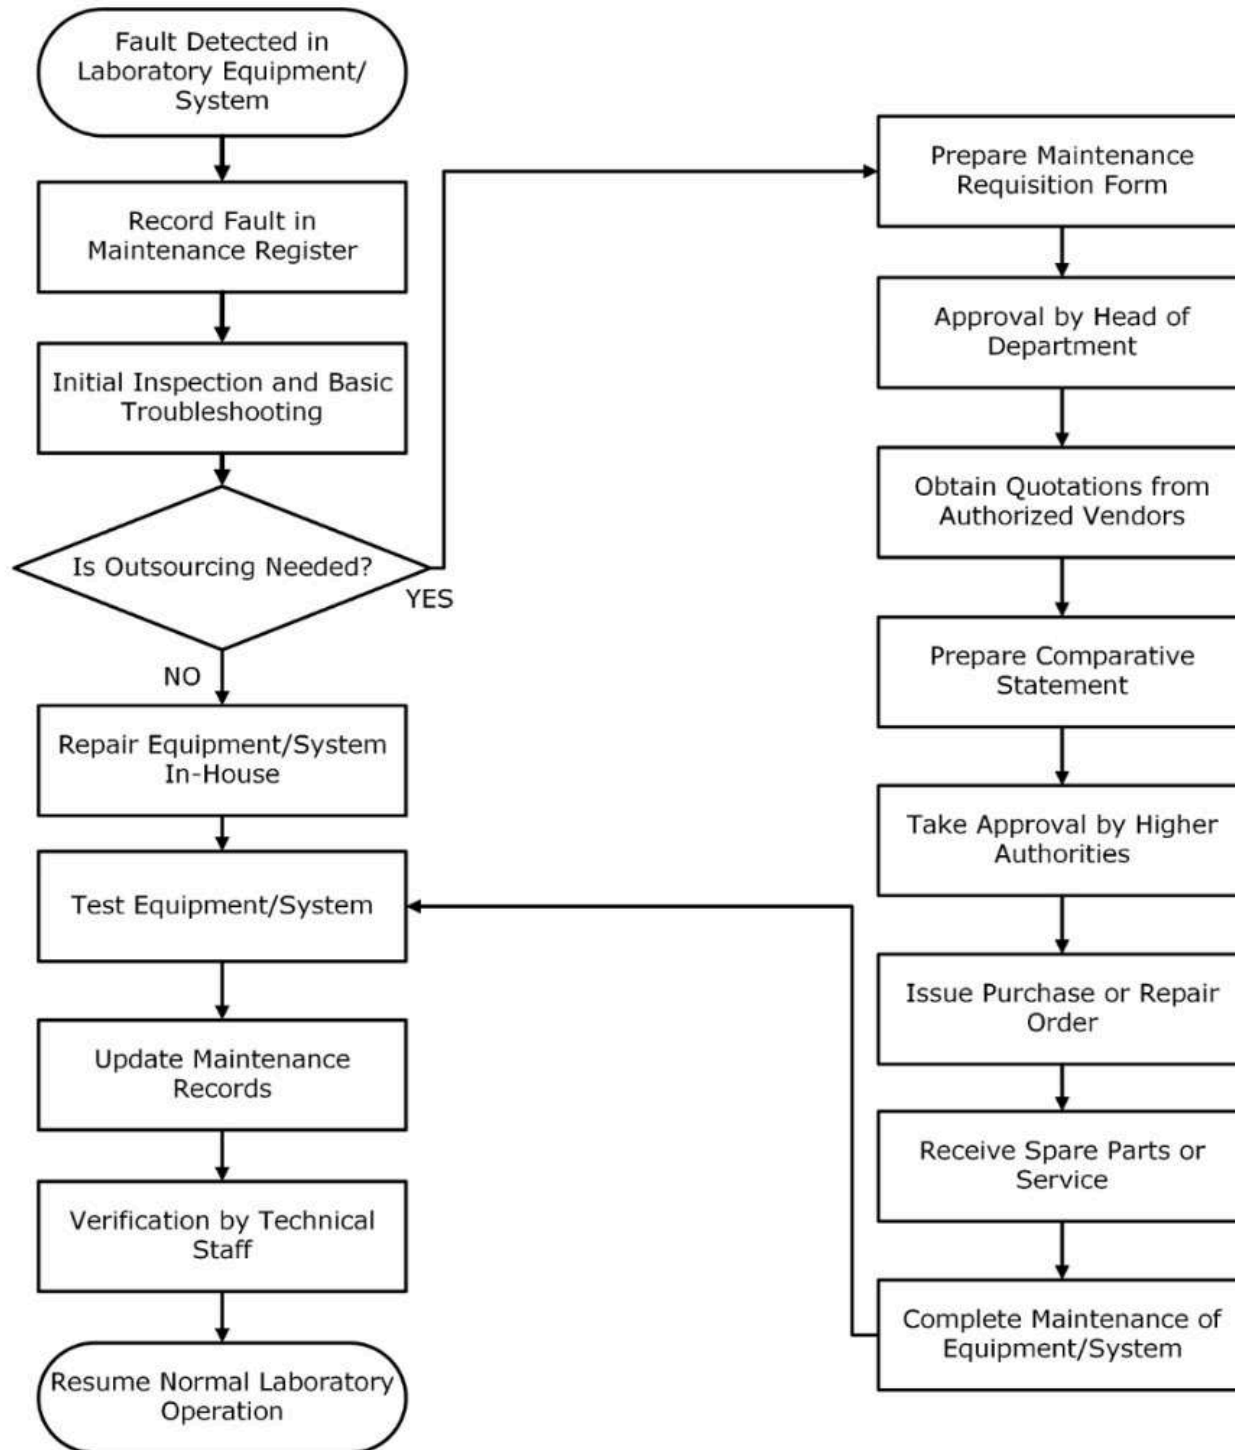 Fault Detected in
Laboratory Equipment/
System
Record Fault in
Maintenance Register
Initial Inspection and Basic
Troubleshooting
Is Outsourcing Needed?
YES
NO
Repair Equipment/System
In-House
Test Equipment/System
Update Maintenance
Records
Verification by Technical
Staff
Resume Normal Laboratory
Operation
Prepare Maintenance
Requisition Form
Approval by Head of
Department
Obtain Quotations from
Authorized Vendors
Prepare Comparative
Statement
Take Approval by Higher
Authorities
Issue Purchase or Repair
Order
Receive Spare Parts or
Service
Complete Maintenance of
Equipment/System